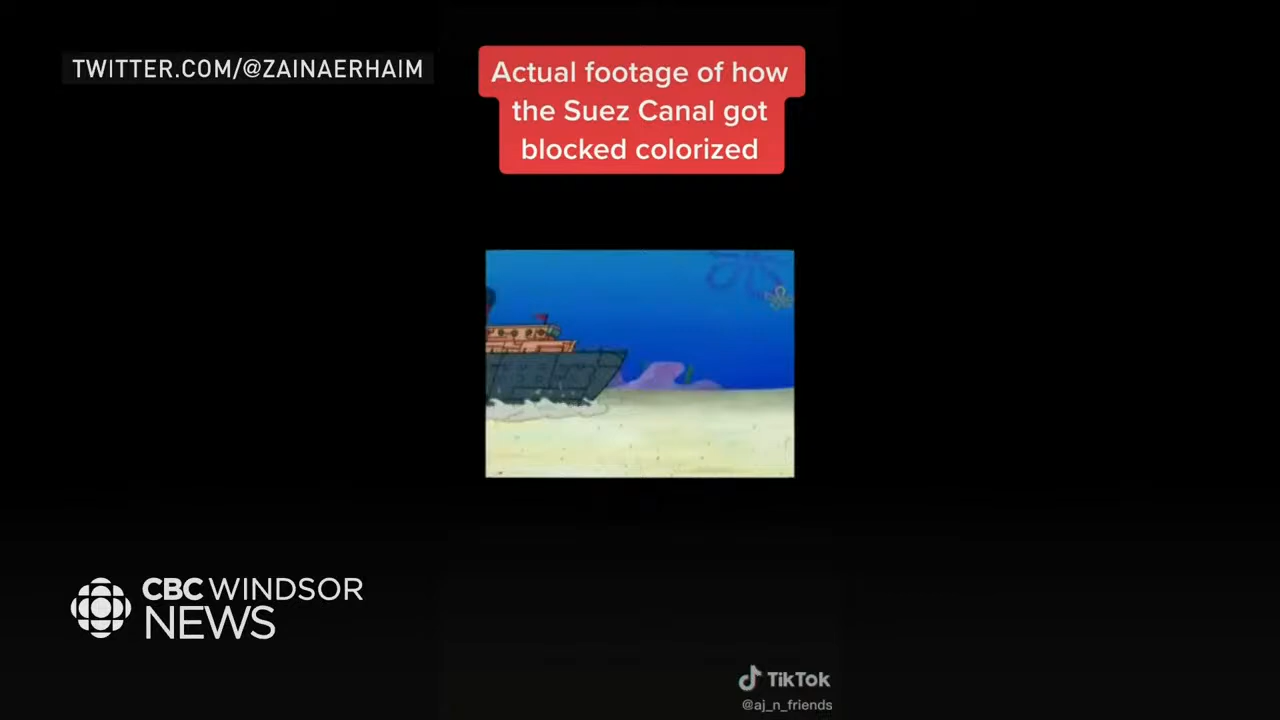 TWITTER.COM/@ZAINAERHAIM
Actual footage of how
the Suez Canal got
blocked colorized
CBC WINDSOR
NEWS
TikTok
@aj_n_friends